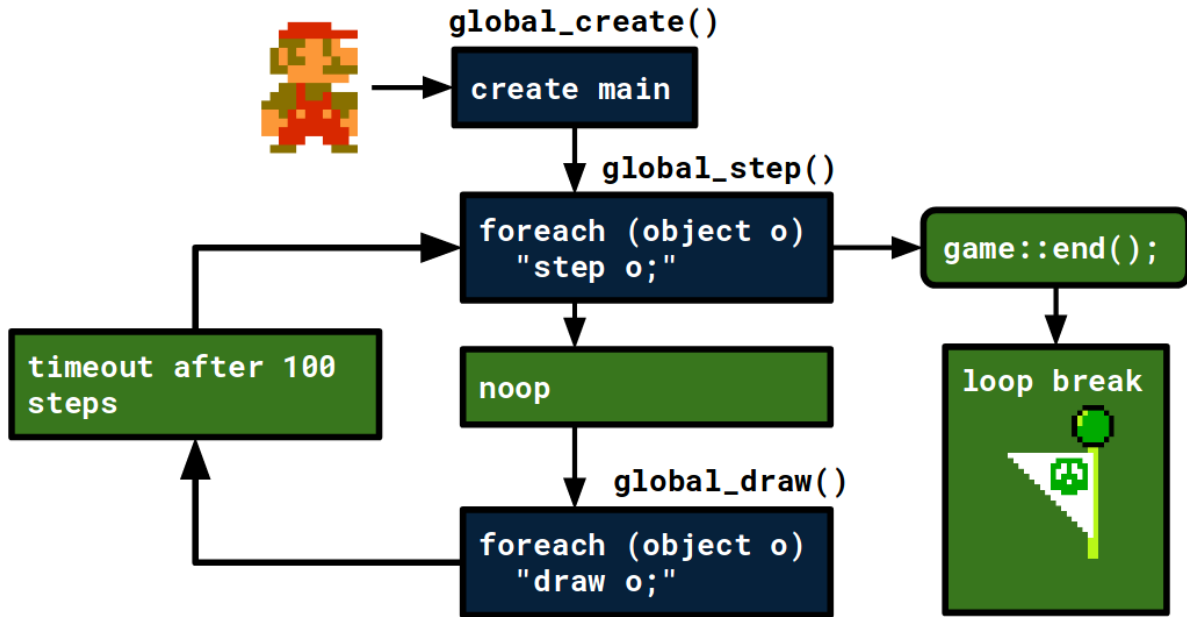 global_create()
create main
global_step()
foreach (object o)
"step o;"
game::end();
timeout after 100
steps
noop
loop break
global_draw()
foreach (object o)
"draw o;"